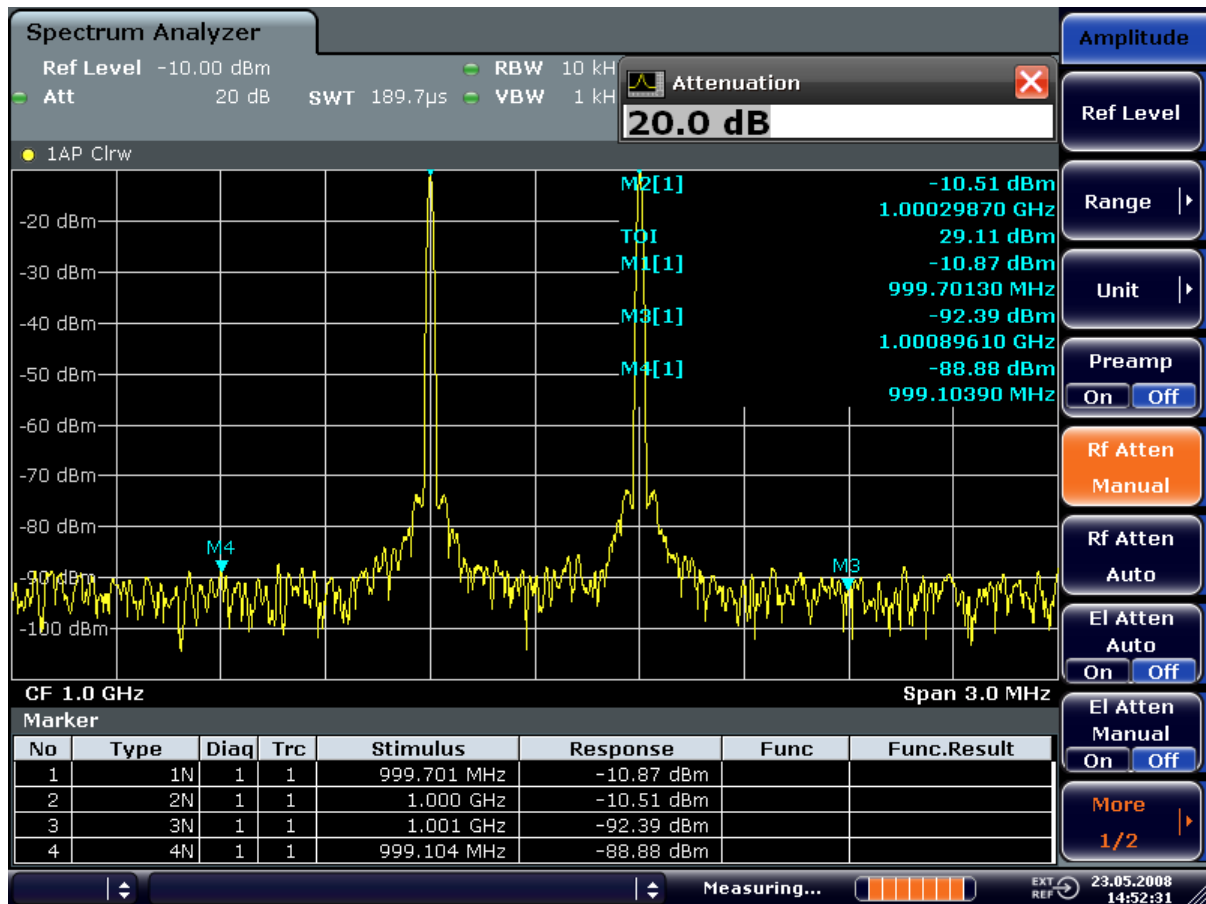 Spectrum Analyzer
Ref Level -10.00 dBm
RBW 10 kH
Att 20 dB SWT 189.7µs VBW 1 kH
Attenuation
20.0 dB
1AP Clrw
M2[1] -10.51 dBm
1.00029870 GHz
TOI 29.11 dBm
M1[1] -10.87 dBm
999.70130 MHz
M3[1] -92.39 dBm
1.00089610 GHz
M4[1] -88.88 dBm
999.10390 MHz
-20 dBm
-30 dBm
-40 dBm
-50 dBm
-60 dBm
-70 dBm
-80 dBm
-90 dBm
-100 dBm
M4
M3
CF 1.0 GHz Span 3.0 MHz
Marker
No Type Diag Trc Stimulus Response Func Func.Result
1 1N 1 1 999.701 MHz -10.87 dBm
2 2N 1 1 1.000 GHz -10.51 dBm
3 3N 1 1 1.001 GHz -92.39 dBm
4 4N 1 1 999.104 MHz -88.88 dBm
Measuring...
EXT
REF
23.05.2008
14:52:31
Amplitude
Ref Level
Range
Unit
Preamp
On Off
Rf Atten
Manual
Rf Atten
Auto
El Atten
Auto
On Off
El Atten
Manual
On Off
More
1/2